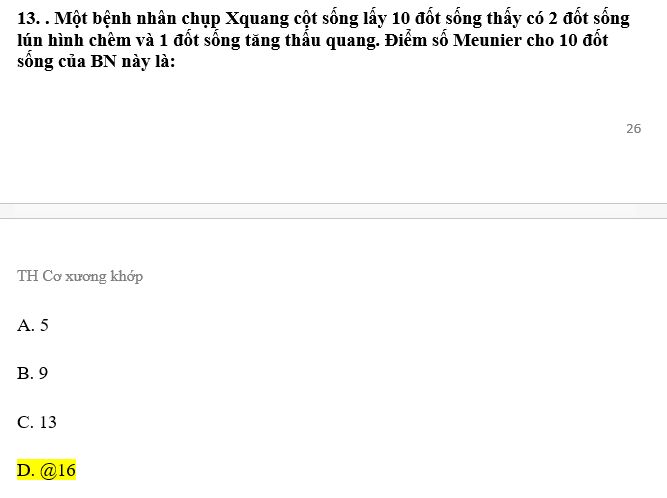 13. . Một bệnh nhân chụp Xquang cột sống lấy 10 đốt sống thấy có 2 đốt sống
lún hình chêm và 1 đốt sống tăng thấu quang. Điểm số Meunier cho 10 đốt
sống của BN này là:
26
TH Cơ xương khớp
A. 5
B. 9
C. 13
D. @16